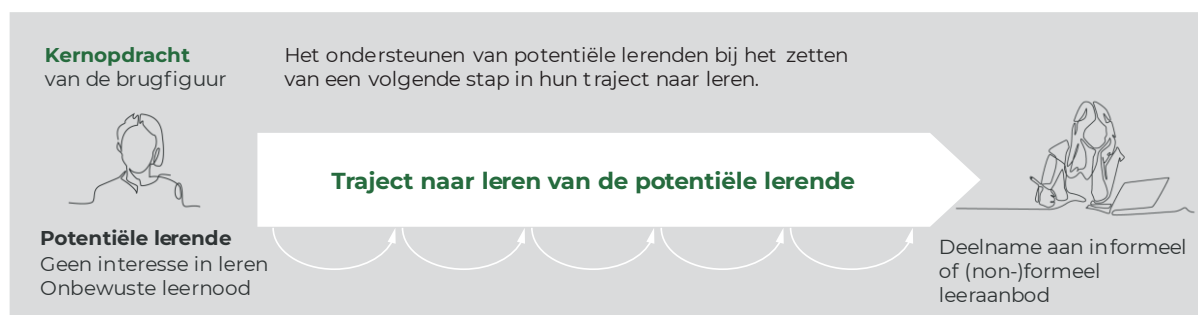 Kernopdracht
van de brugfiguur
Het ondersteunen van potentiële lerenden bij het zetten
van een volgende stap in hun traject naar leren.
Traject naar leren van de potentiële lerende
Potentiële lerende
Geen interesse in leren
Onbewuste leernood
Deelname aan informeel
of (non-)formeel
leeraanbod